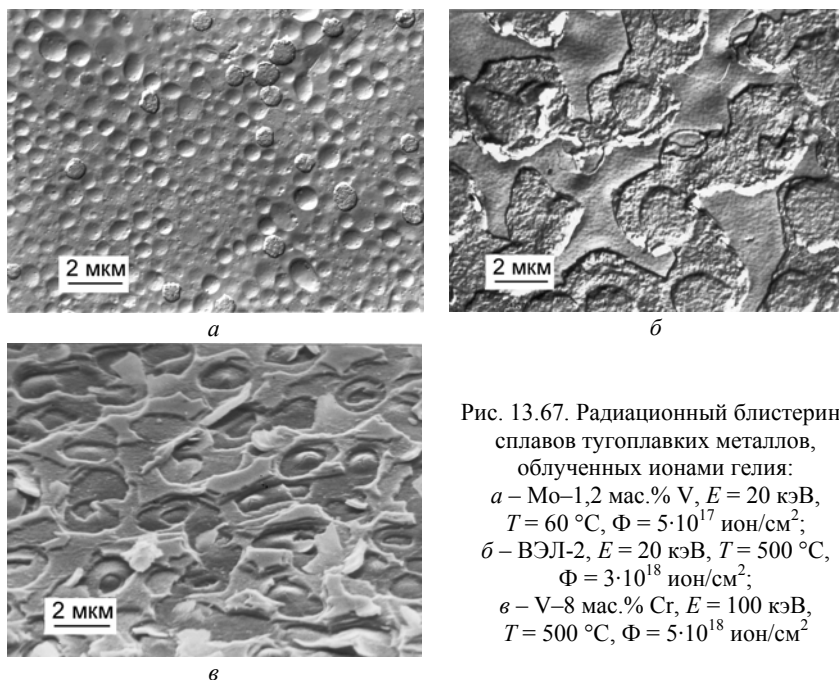 2 мкм
2 мкм
а
б
2 мкм
в
Рис. 13.67. Радиационный блистерин
сплавов тугоплавких металлов,
облученных ионами гелия:
а – Mo–1,2 мас.% V, E = 20 кэВ,
T = 60 °C, Ф = 5·10¹⁷ ион/см²;
б – ВЭЛ-2, E = 20 кэВ, T = 500 °C,
Ф = 3·10¹⁸ ион/см²;
в – V–8 мас.% Cr, E = 100 кэВ,
T = 500 °C, Ф = 5·10¹⁸ ион/см²